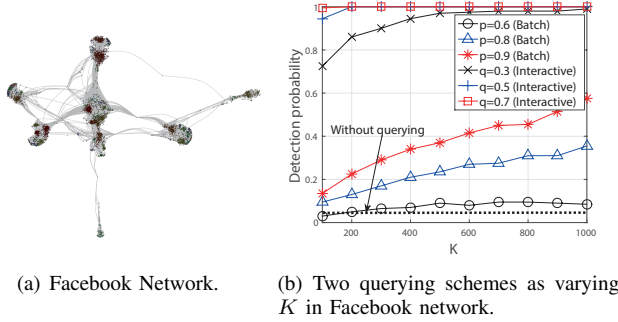 1
0.8
0.6
0.4
0.2
0
Detection probability
p=0.6 (Batch)
p=0.8 (Batch)
p=0.9 (Batch)
q=0.3 (Interactive)
q=0.5 (Interactive)
q=0.7 (Interactive)
Without querying
200
400
600
800
1000
K
(a) Facebook Network.
(b) Two querying schemes as varying
K in Facebook network.